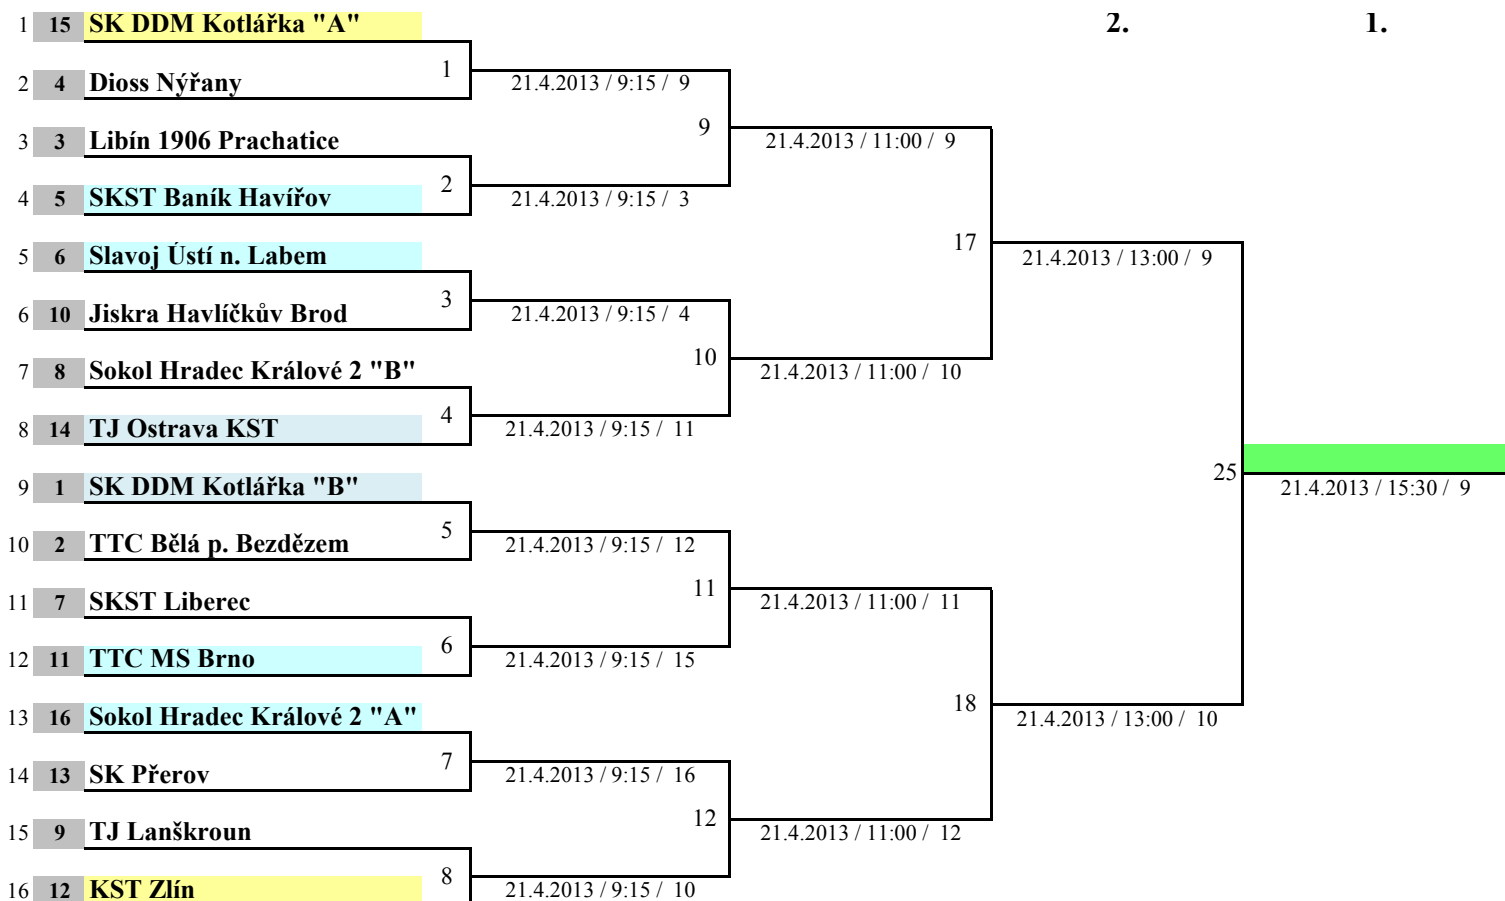 1 15 SK DDM Kotlářka "A" 2. 1.
1
2 4 Dioss Nýřany 21.4.2013 / 9:15 / 9
9
3 3 Libín 1906 Prachatice 21.4.2013 / 11:00 / 9
2
4 5 SKST Baník Havířov 21.4.2013 / 9:15 / 3
17
5 6 Slavoj Ústí n. Labem 21.4.2013 / 13:00 / 9
3
6 10 Jiskra Havlíčkův Brod 21.4.2013 / 9:15 / 4
10
7 8 Sokol Hradec Králové 2 "B" 21.4.2013 / 11:00 / 10
4
8 14 TJ Ostrava KST 21.4.2013 / 9:15 / 11
25
9 1 SK DDM Kotlářka "B" 21.4.2013 / 15:30 / 9
5
10 2 TTC Bělá p. Bezdězem 21.4.2013 / 9:15 / 12
11
11 7 SKST Liberec 21.4.2013 / 11:00 / 11
6
12 11 TTC MS Brno 21.4.2013 / 9:15 / 15
18
13 16 Sokol Hradec Králové 2 "A" 21.4.2013 / 13:00 / 10
7
14 13 SK Přerov 21.4.2013 / 9:15 / 16
12
15 9 TJ Lanškroun 21.4.2013 / 11:00 / 12
8
16 12 KST Zlín 21.4.2013 / 9:15 / 10